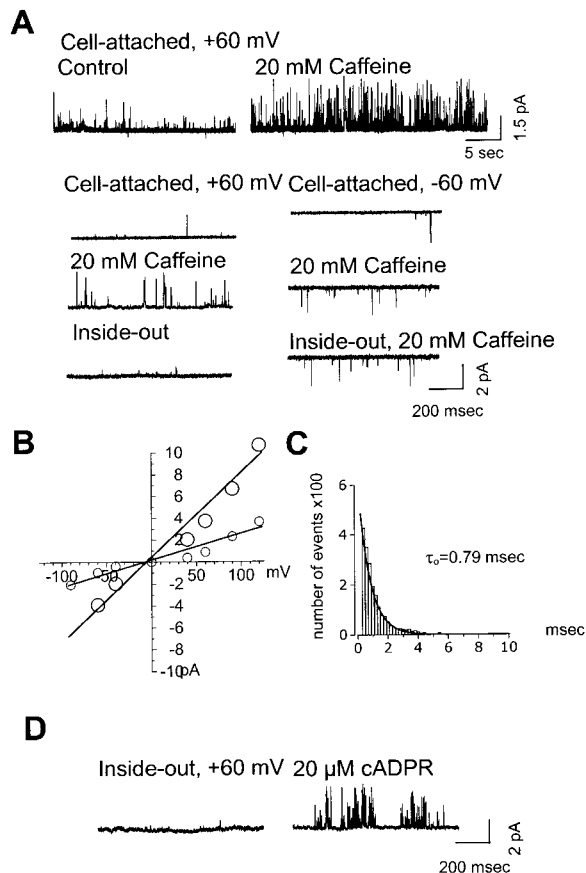 A
Cell-attached, +60 mV
Control
20 mM Caffeine
1.5 pA
5 sec
Cell-attached, +60 mV
Cell-attached, -60 mV
20 mM Caffeine
20 mM Caffeine
Inside-out
Inside-out, 20 mM Caffeine
2 pA
200 msec
B
10
8
6
4
2
-100
-50
50
100
mV
-2
-4
-6
-8
-10
pA
C
number of events x100
6
4
2
0
τo=0.79 msec
0
2
4
6
8
10
msec
D
Inside-out, +60 mV
20 µM cADPR
2 pA
200 msec